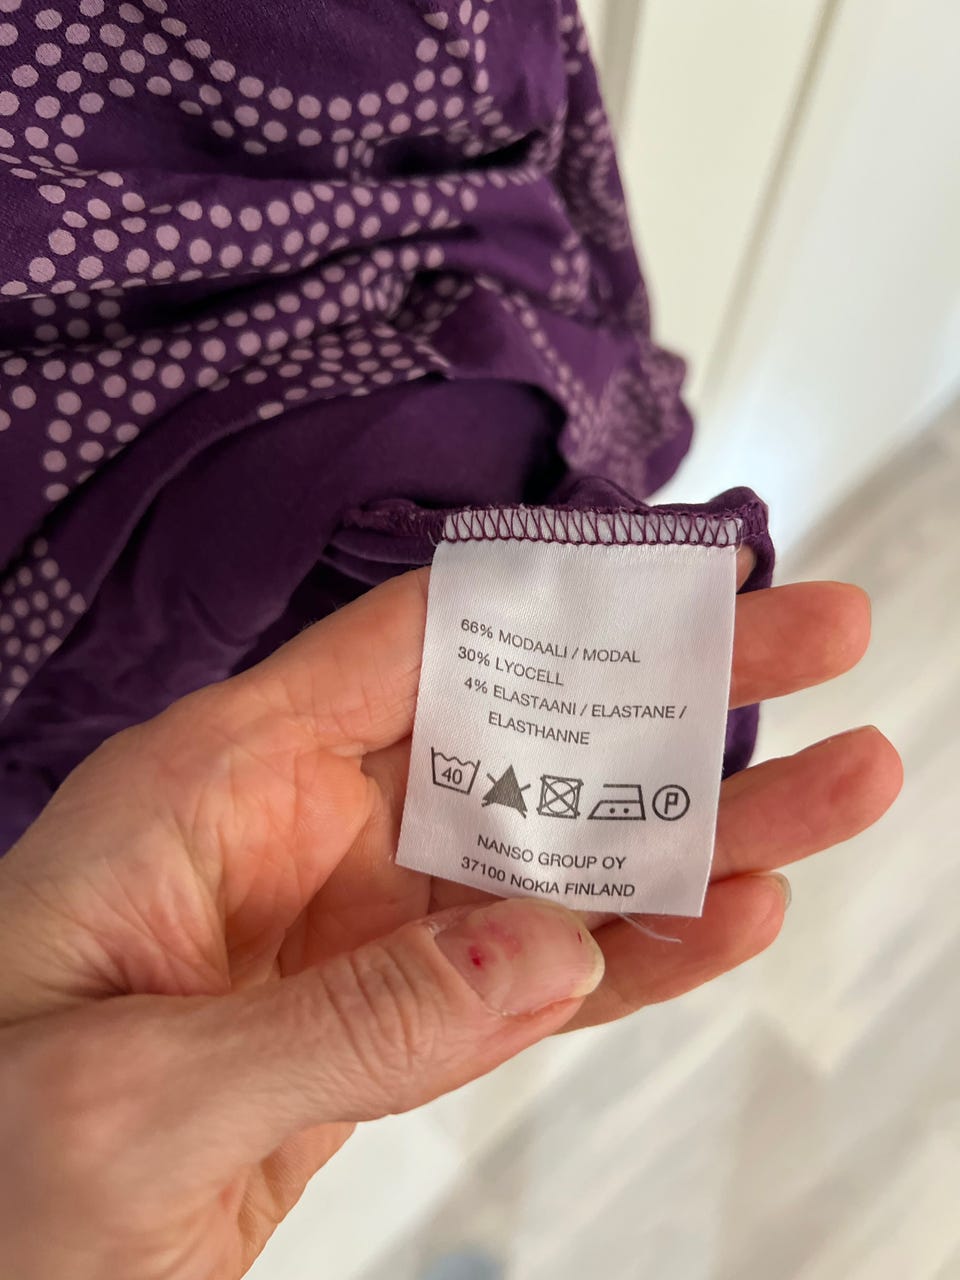 66% MODAALI / MODAL
30% LYOCELL
4% ELASTAANI / ELASTANE /
ELASTHANNE
40 P
NANSO GROUP OY
37100 NOKIA FINLAND